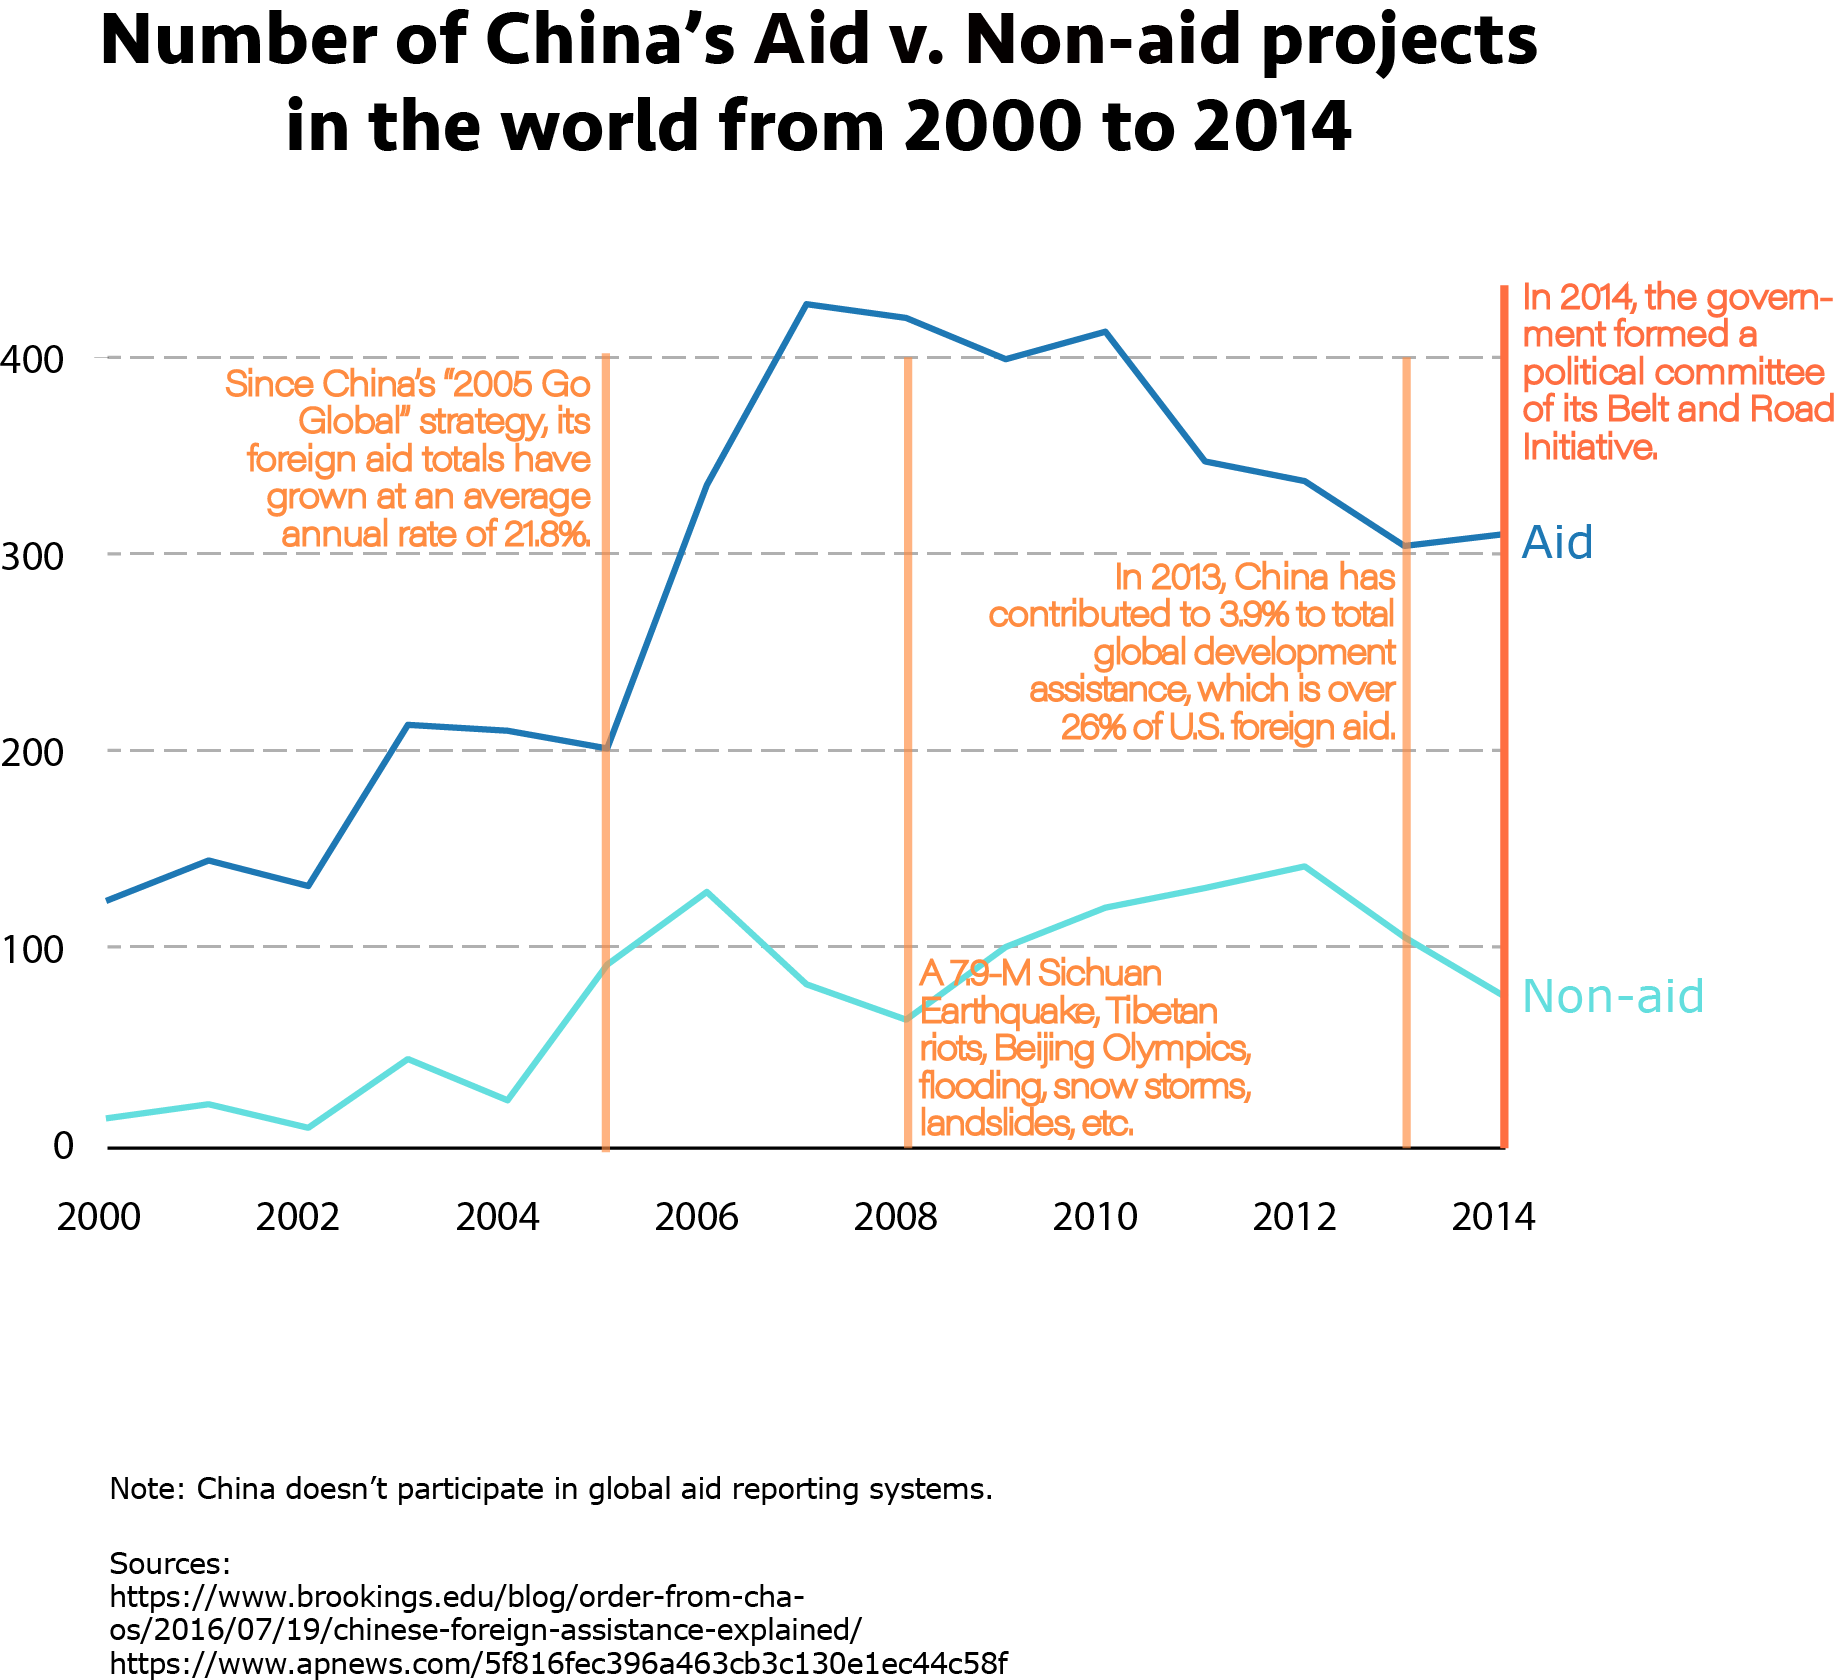 Number of China’s Aid v. Non-aid projects
in the world from 2000 to 2014
In 2014, the govern-
ment formed a
political committee
of its Belt and Road
Initiative.
400
Since China’s “2005 Go
Global” strategy, its
foreign aid totals have
grown at an average
annual rate of 21.8%.
Aid
300
In 2013, China has
contributed to 3.9% to total
global development
assistance, which is over
26% of U.S. foreign aid.
200
100
A 7.9-M Sichuan
Earthquake, Tibetan
riots, Beijing Olympics,
flooding, snow storms,
landslides, etc.
Non-aid
0
2000 2002 2004 2006 2008 2010 2012 2014
Note: China doesn’t participate in global aid reporting systems.
Sources:
https://www.brookings.edu/blog/order-from-cha-
os/2016/07/19/chinese-foreign-assistance-explained/
https://www.apnews.com/5f816fec396a463cb3c130e1ec44c58f